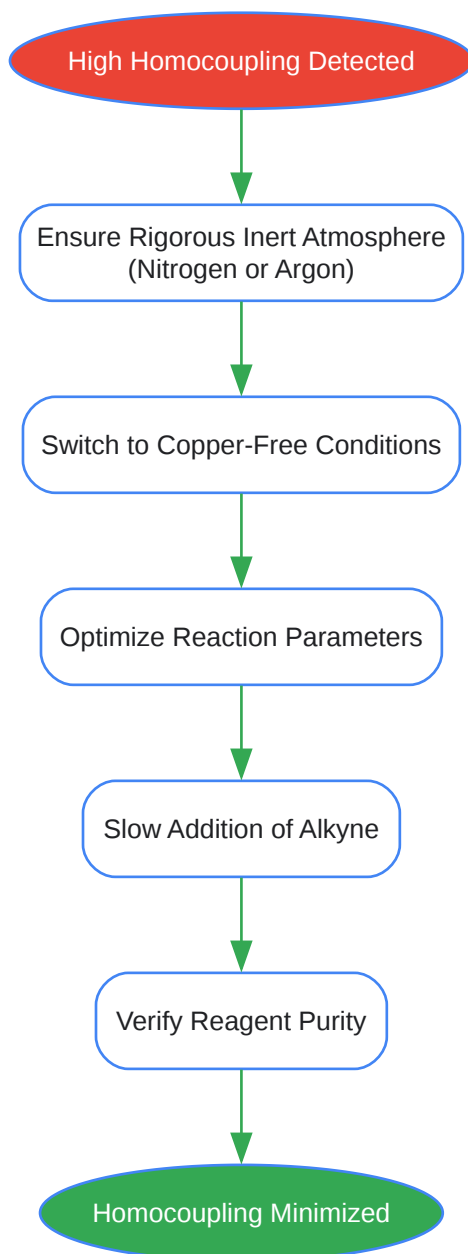 High Homocoupling Detected
Ensure Rigorous Inert Atmosphere
(Nitrogen or Argon)
Switch to Copper-Free Conditions
Optimize Reaction Parameters
Slow Addition of Alkyne
Verify Reagent Purity
Homocoupling Minimized